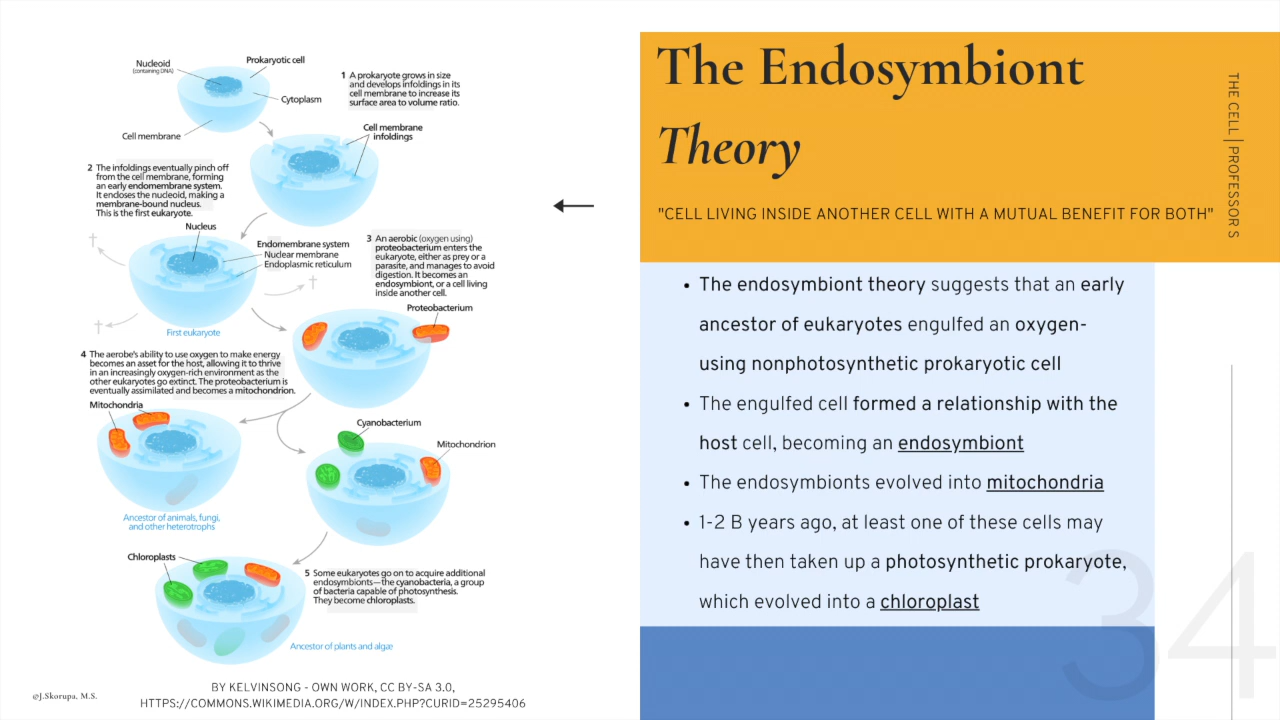 Nucleoid
(containing DNA)
Prokaryotic cell
Cytoplasm
Cell membrane
1 A prokaryote grows in size
and develops infoldings in its
cell membrane to increase its
surface area to volume ratio.
Cell membrane
infoldings
2 The infoldings eventually pinch off
from the cell membrane, forming
an early endomembrane system.
It encloses the nucleoid, making a
membrane-bound nucleus.
This is the first eukaryote.
Nucleus
Endomembrane system
Nuclear membrane
Endoplasmic reticulum
First eukaryote
3 An aerobic (oxygen using)
proteobacterium enters the
eukaryote, either as prey or a
parasite, and manages to avoid
digestion. It becomes an
endosymbiont, or a cell living
inside another cell.
Proteobacterium
4 The aerobe's ability to use oxygen to make energy
becomes an asset for the host, allowing it to thrive
in an increasingly oxygen-rich environment as the
other eukaryotes go extinct. The proteobacterium is
eventually assimilated and becomes a mitochondrion.
Mitochondria
Ancestor of animals, fungi,
and other heterotrophs
Cyanobacterium
Mitochondrion
Chloroplasts
5 Some eukaryotes go on to acquire additional
endosymbionts—the cyanobacteria, a group
of bacteria capable of photosynthesis.
They become chloroplasts.
Ancestor of plants and algae
@J.Skorupa, M.S.
BY KELVINSONG - OWN WORK, CC BY-SA 3.0,
HTTPS://COMMONS.WIKIMEDIA.ORG/W/INDEX.PHP?CURID=25295406
The Endosymbiont
Theory
"CELL LIVING INSIDE ANOTHER CELL WITH A MUTUAL BENEFIT FOR BOTH"
THE CELL | PROFESSOR S
• The endosymbiont theory suggests that an early
ancestor of eukaryotes engulfed an oxygen-
using nonphotosynthetic prokaryotic cell
• The engulfed cell formed a relationship with the
host cell, becoming an endosymbiont
• The endosymbionts evolved into mitochondria
• 1-2 B years ago, at least one of these cells may
have then taken up a photosynthetic prokaryote,
which evolved into a chloroplast
34